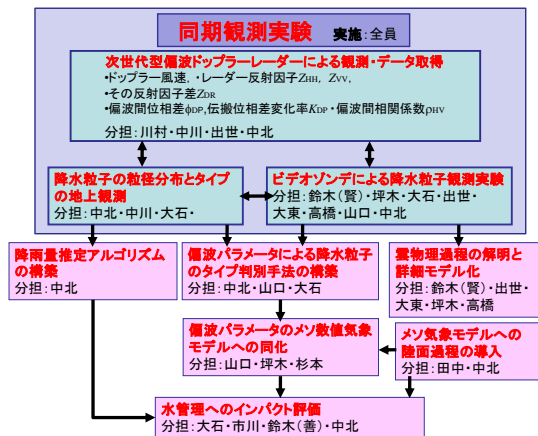 同期観測実験 実施:全員
次世代型偏波ドップラーレーダーによる観測・データ取得
•ドップラー風速, ・レーダー反射因子ZHH, ZVV,
•その反射因子差ZDR
•偏波間位相差ϕDP,伝搬位相差変化率KDP・偏波間相関係数ρHV
分担:川村・中川・出世・中北
降水粒子の粒径分布とタイプ
の地上観測
分担:中北・中川・大石・
ビデオゾンデによる降水粒子観測実験
分担:鈴木(賢)・坪木・大石・出世・
大東・高橋・山口・中北
降雨量推定アルゴリズム
の構築
分担:中北
偏波パラメータによる降水粒子
のタイプ判別手法の構築
分担:中北・山口・大石
雲物理過程の解明と
詳細モデル化
分担:鈴木(賢)・出世・
大東・坪木・高橋
偏波パラメータのメソ数値気象
モデルへの同化
分担:山口・坪木・杉本
メソ気象モデルへの
陸面過程の導入
分担:田中・中北
水管理へのインパクト評価
分担:大石・市川・鈴木(善)・中北